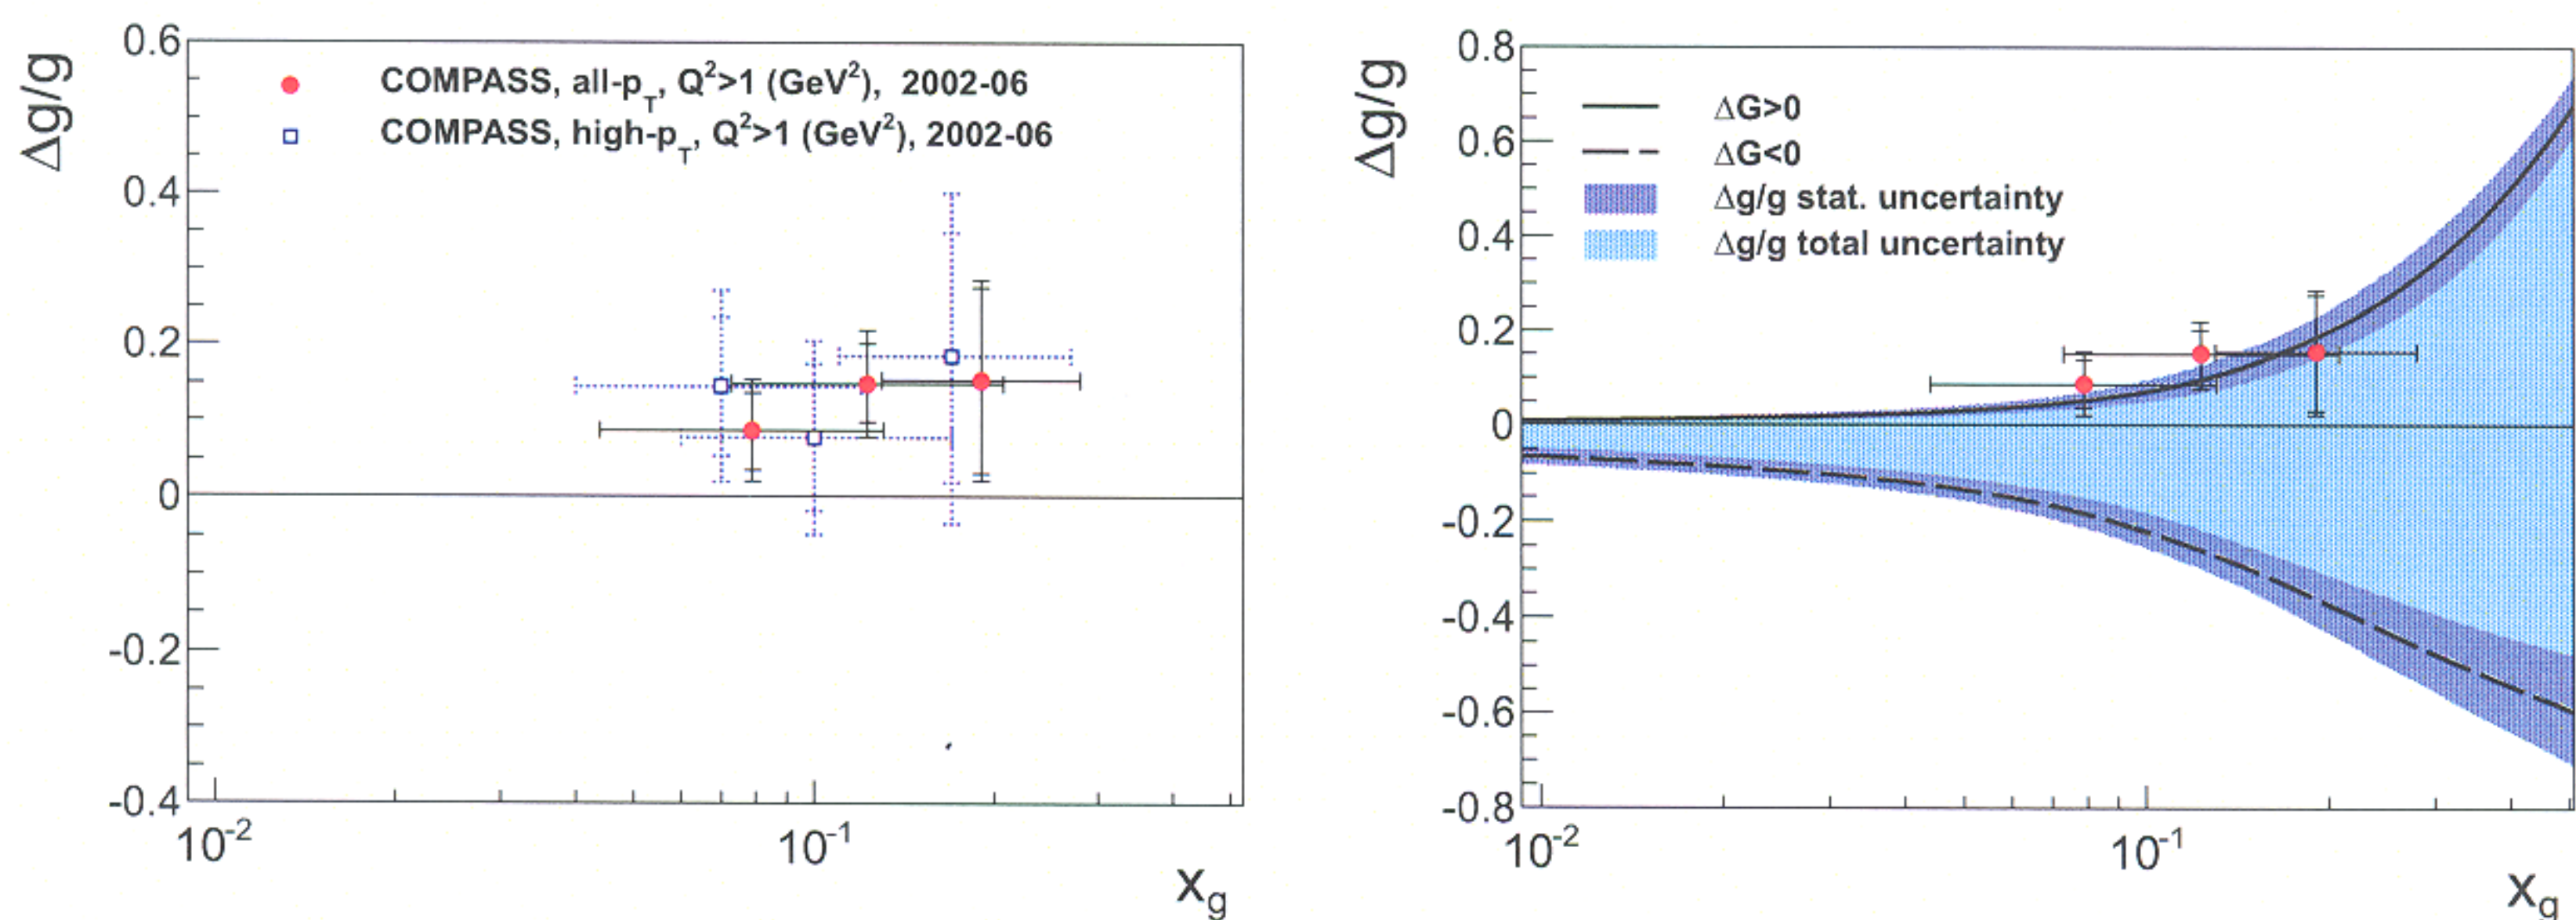 Δg/g
0.6
0.4
0.2
0
-0.2
-0.4
COMPASS, all-p_T, Q²>1 (GeV²), 2002-06
COMPASS, high-p_T, Q²>1 (GeV²), 2002-06
10⁻²
10⁻¹
x_g
Δg/g
0.8
0.6
0.4
0.2
0
-0.2
-0.4
-0.6
-0.8
ΔG>0
ΔG<0
Δg/g stat. uncertainty
Δg/g total uncertainty
10⁻²
10⁻¹
x_g